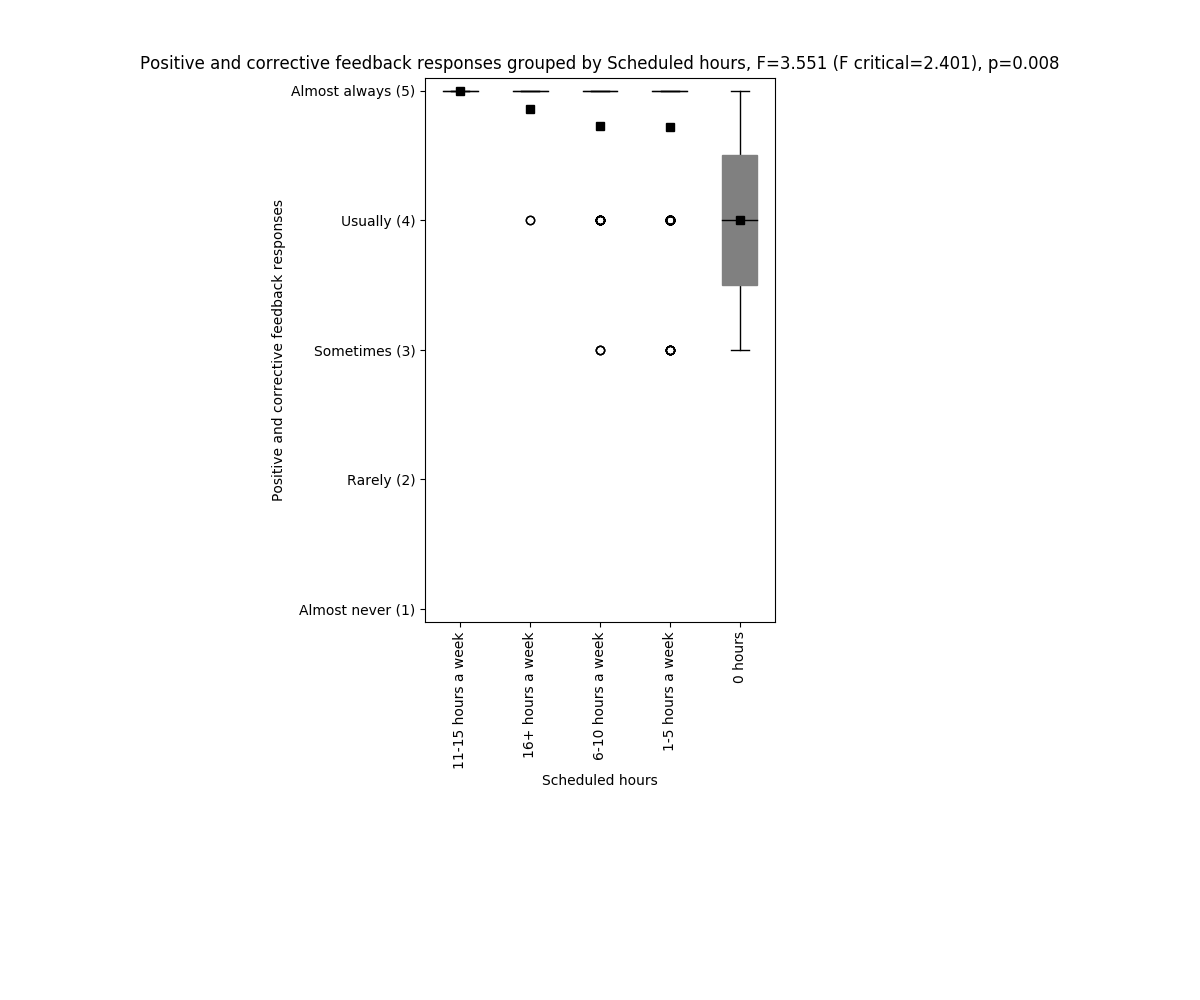 Positive and corrective feedback responses grouped by Scheduled hours, F=3.551 (F critical=2.401), p=0.008
Positive and corrective feedback responses
Almost always (5)
Usually (4)
Sometimes (3)
Rarely (2)
Almost never (1)
11-15 hours a week
16+ hours a week
6-10 hours a week
1-5 hours a week
0 hours
Scheduled hours